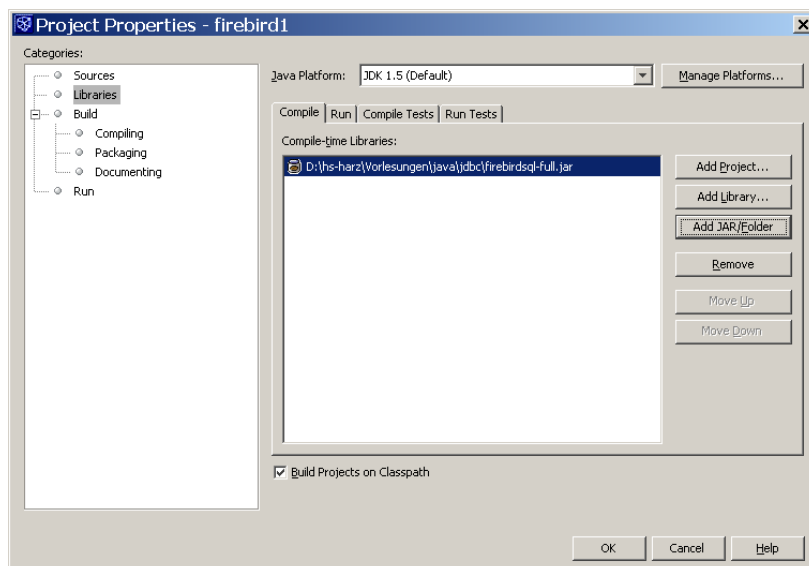 Project Properties - firebird1
Categories:
Sources
Libraries
Build
Compiling
Packaging
Documenting
Run
Java Platform: JDK 1.5 (Default) Manage Platforms...
Compile Run Compile Tests Run Tests
Compile-time Libraries:
D:\hs-harz\Vorlesungen\java\jdbc\firebirdsql-full.jar
Add Project...
Add Library...
Add JAR/Folder
Remove
Move Up
Move Down
Build Projects on Classpath
OK Cancel Help